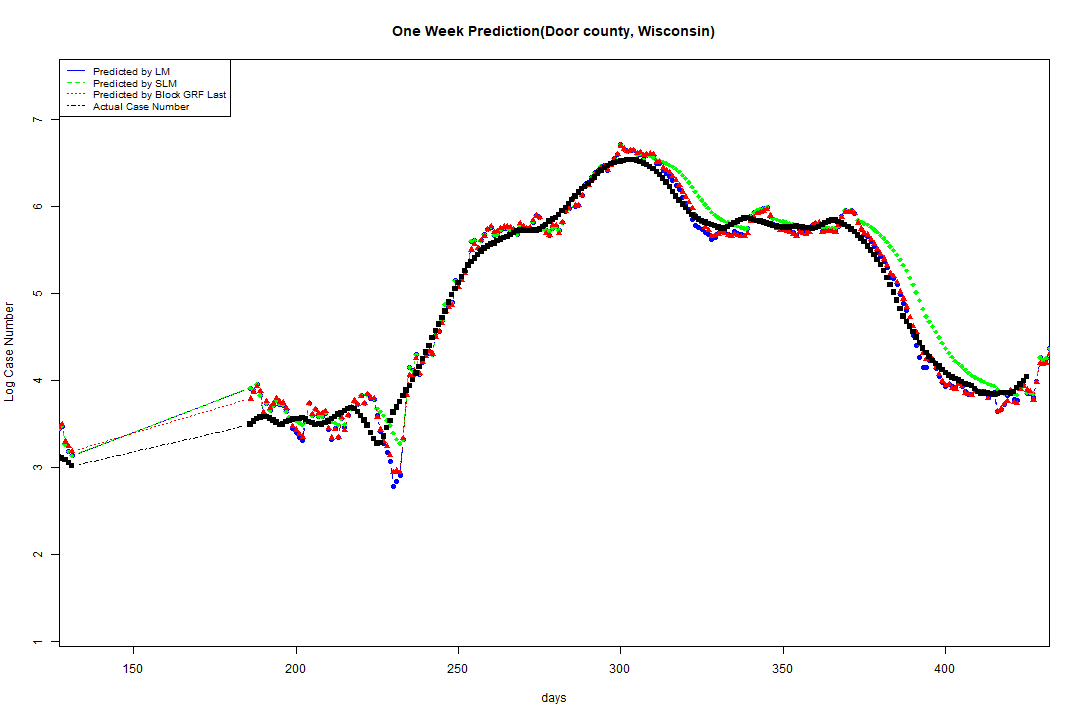 One Week Prediction(Door county, Wisconsin)
Predicted by LM
Predicted by SLM
Predicted by Block GRF Last
Actual Case Number
Log Case Number
7
6
5
4
3
2
1
150 200 250 300 350 400
days